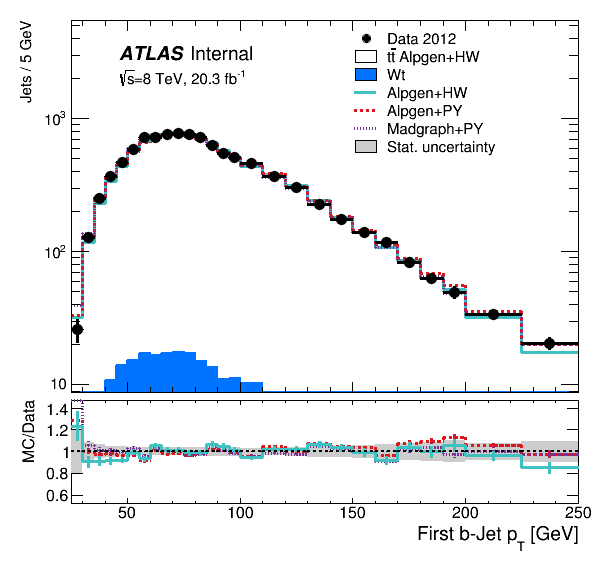 Jets / 5 GeV
ATLAS Internal
√s=8 TeV, 20.3 fb⁻¹
Data 2012
tt̄ Alpgen+HW
Wt
Alpgen+HW
Alpgen+PY
Madgraph+PY
Stat. uncertainty
10³
10²
10
MC/Data
1.4
1.2
1
0.8
0.6
50 100 150 200 250
First b-Jet p_T [GeV]